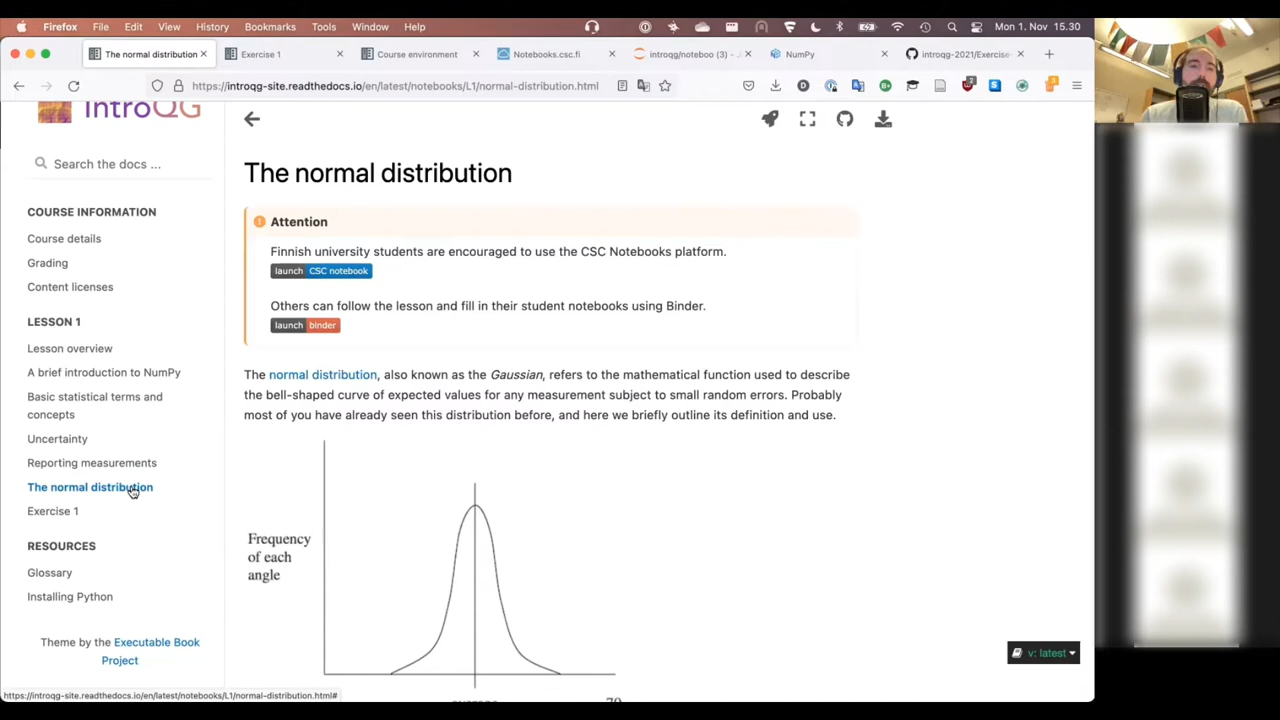 Firefox File Edit View History Bookmarks Tools Window Help Mon 1. Nov 15.30
The normal distribution Exercise 1 Course environment Notebooks.csc.fi introqg/noteboo (3) - J NumPy introqg-2021/Exercise-
https://introqg-site.readthedocs.io/en/latest/notebooks/L1/normal-distribution.html
IntroQG
Search the docs ...
COURSE INFORMATION
Course details
Grading
Content licenses
LESSON 1
Lesson overview
A brief introduction to NumPy
Basic statistical terms and
concepts
Uncertainty
Reporting measurements
The normal distribution
Exercise 1
RESOURCES
Glossary
Installing Python
Theme by the Executable Book
Project
https://introqg-site.readthedocs.io/en/latest/notebooks/L1/normal-distribution.html#
The normal distribution
Attention
Finnish university students are encouraged to use the CSC Notebooks platform.
launch CSC notebook
Others can follow the lesson and fill in their student notebooks using Binder.
launch binder
The normal distribution, also known as the Gaussian, refers to the mathematical function used to describe
the bell-shaped curve of expected values for any measurement subject to small random errors. Probably
most of you have already seen this distribution before, and here we briefly outline its definition and use.
Frequency
of each
angle
v: latest